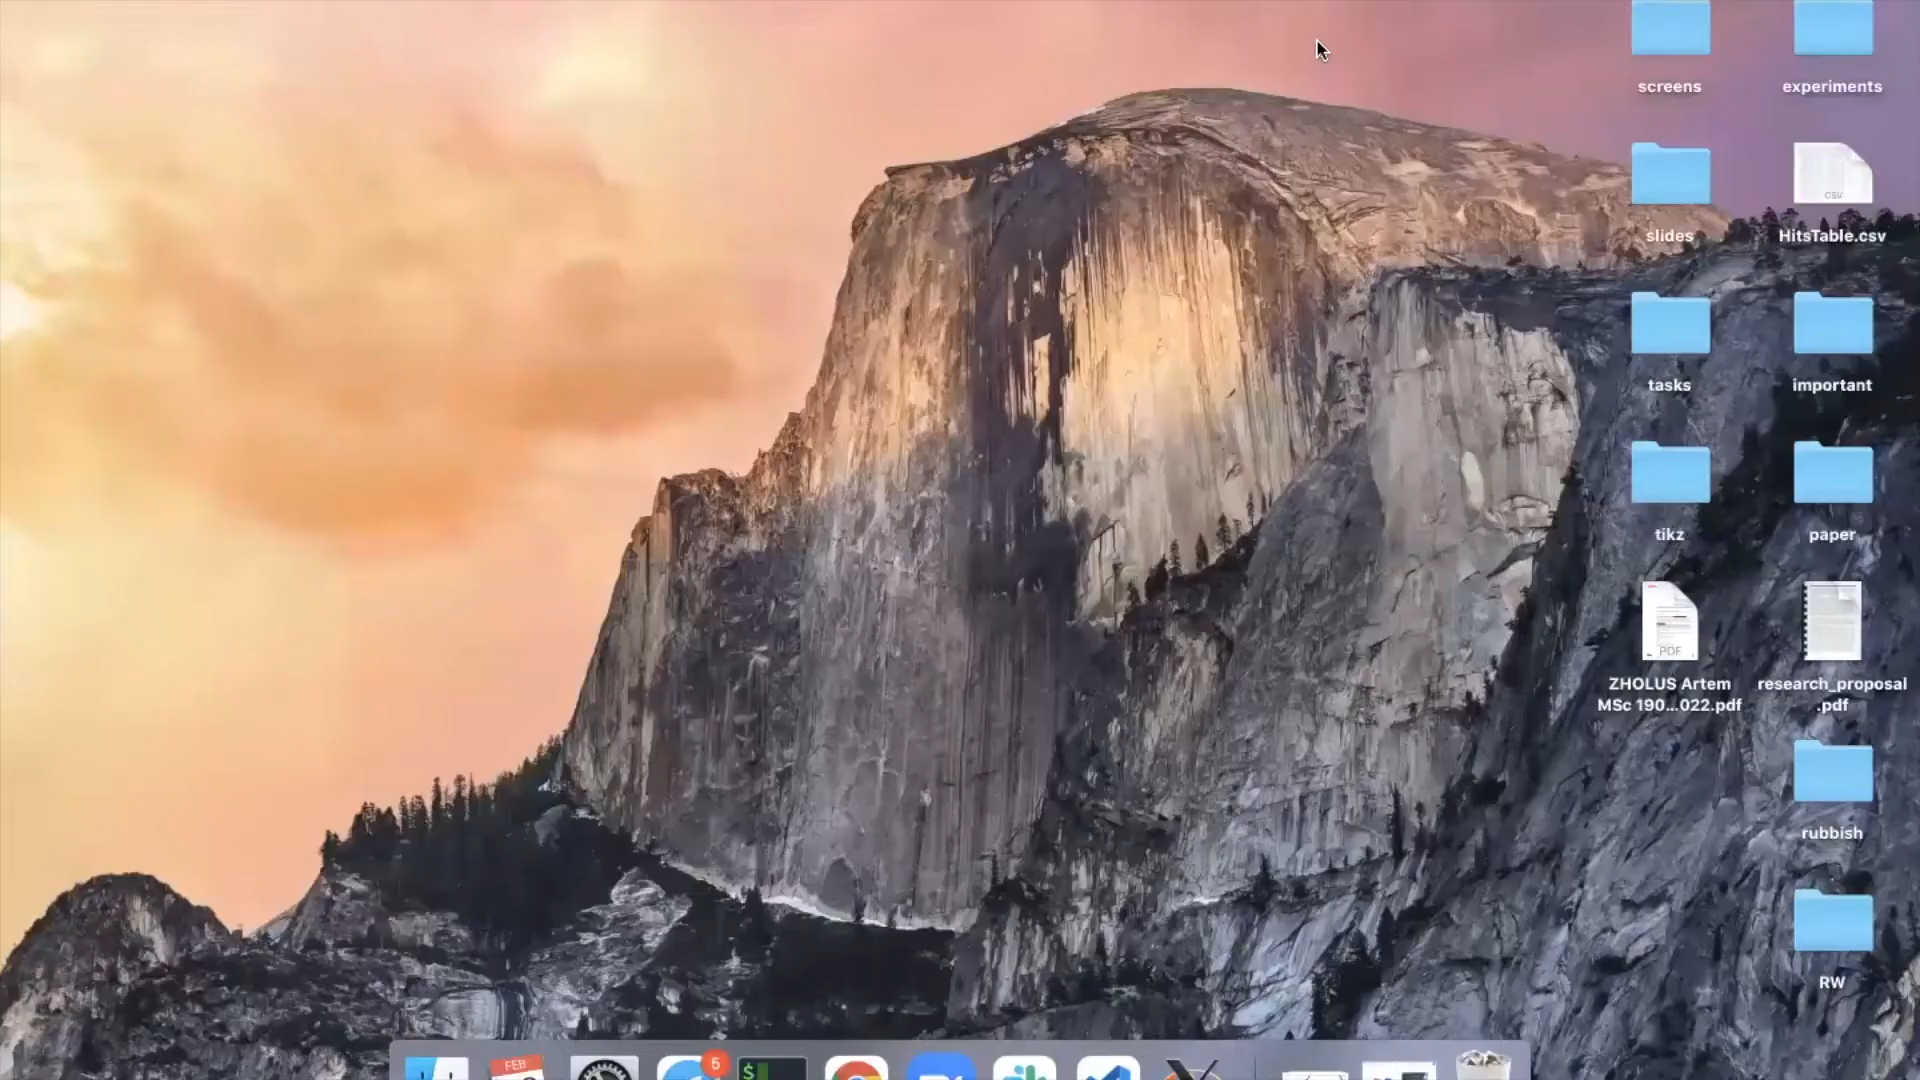 screens
experiments
CSV
slides
HitsTable.csv
tasks
important
tikz
paper
PDF
ZHOLUS Artem
MSc 190...022.pdf
research_proposal
.pdf
rubbish
RW
FEB
5
$